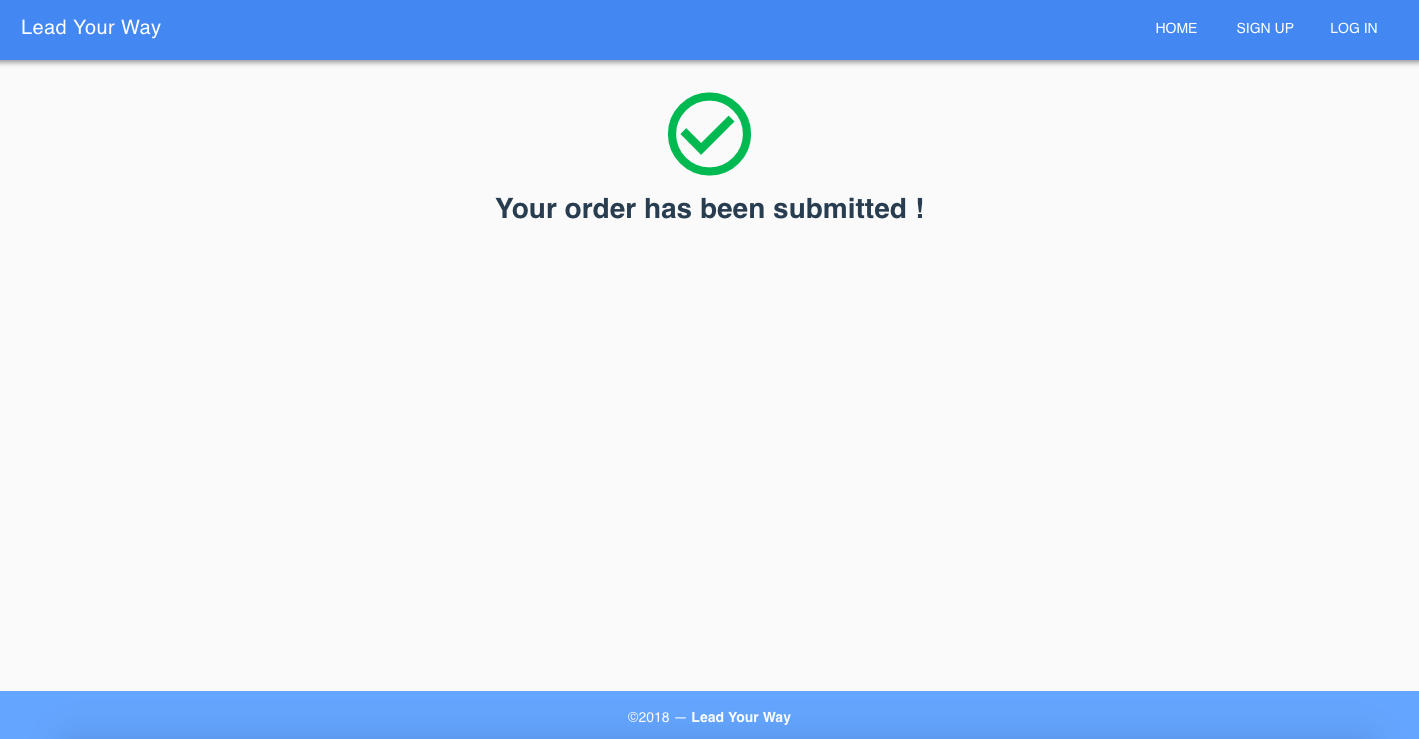 Lead Your Way
HOME SIGN UP LOG IN
Your order has been submitted !
©2018 — Lead Your Way